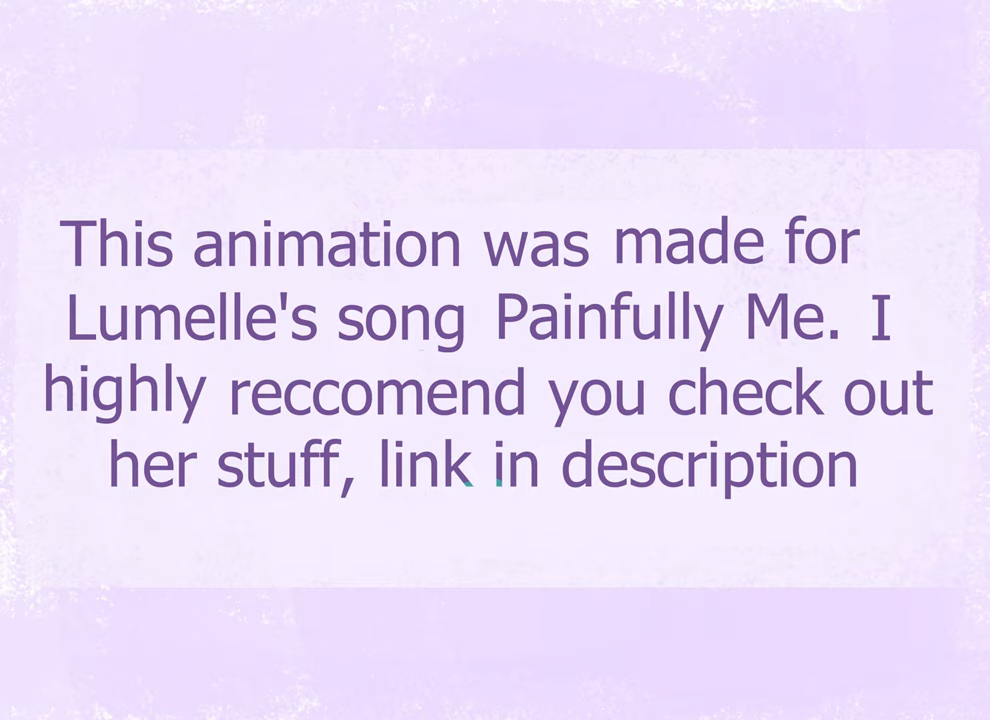 This animation was made for
Lumelle's song Painfully Me. I
highly reccomend you check out
her stuff, link in description